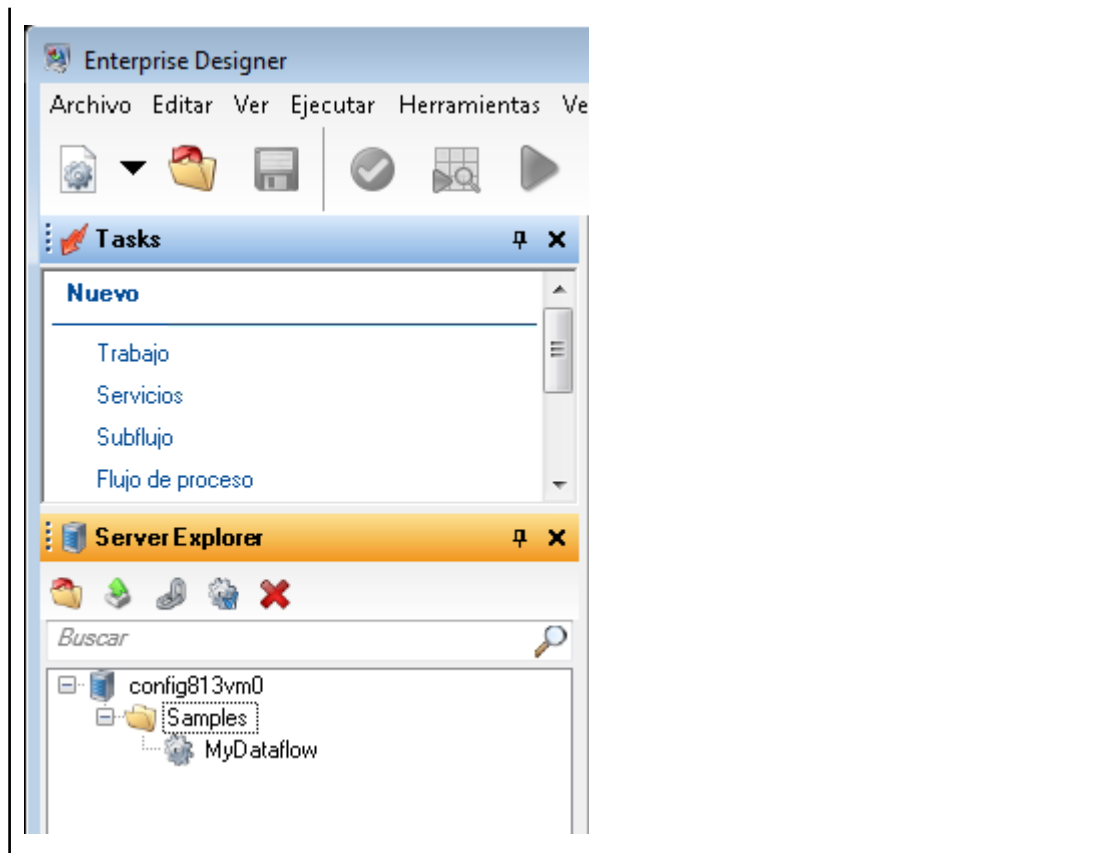 Enterprise Designer
Archivo Editar Ver Ejecutar Herramientas Ve
Tasks
Nuevo
Trabajo
Servicios
Subflujo
Flujo de proceso
Server Explorer
Buscar
config813vm0
Samples
MyDataflow